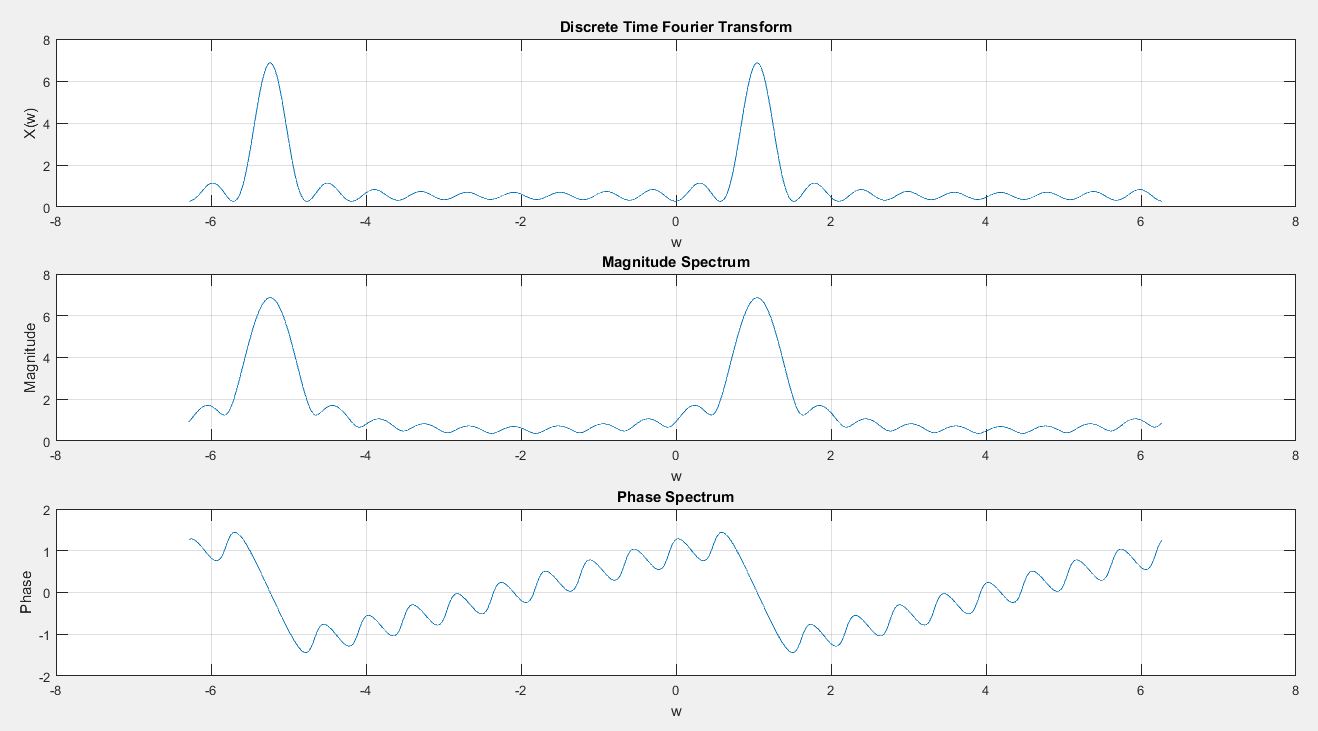 Discrete Time Fourier Transform
8
6
4
2
0
X(w)
-8 -6 -4 -2 0 2 4 6 8
w
Magnitude Spectrum
8
6
4
2
0
Magnitude
-8 -6 -4 -2 0 2 4 6 8
w
Phase Spectrum
2
1
0
-1
-2
Phase
-8 -6 -4 -2 0 2 4 6 8
w